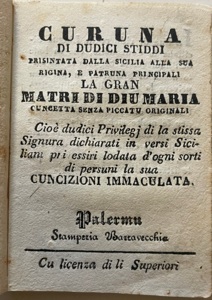 CURUNA
DI DUDICI STIDDI
PRISINTATA DALLA SICILIA ALLA SUA
RIGINA, E PATRUNA PRINCIPALI
LA GRAN
MATRI DI DIU MARIA
CUNCETTA SENZA PICCATU ORIGINALI
Cioè dudici Privilegj di la stissa
Signura dichiarati in versi Sici-
liani pri essiri lodata d'ogni sorti
di persuni la sua
CUNCIZIONI IMMACULATA.
Palermu
Stamperia Barravecchia
Cu licenza di li Superiori